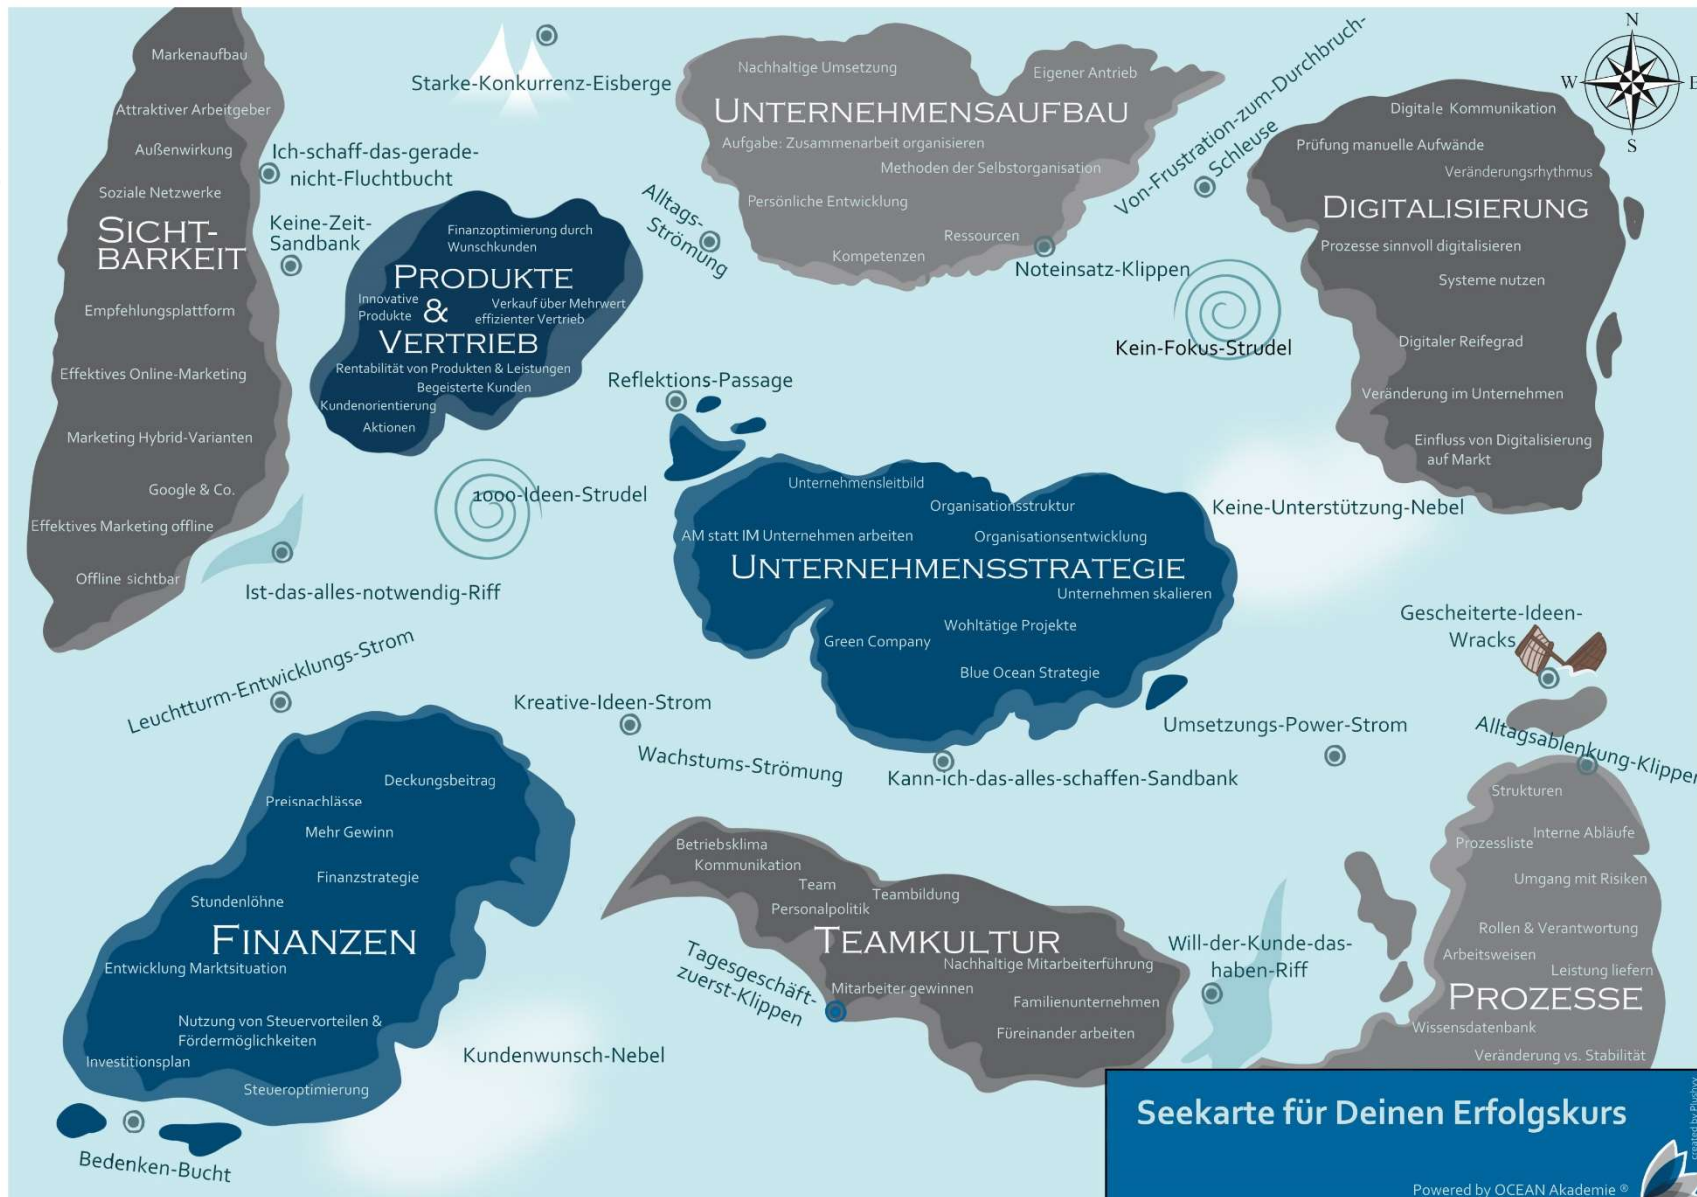 Markenaufbau
Attraktiver Arbeitgeber
Außenwirkung
Soziale Netzwerke
SICHT-
BARKEIT
Empfehlungsplattform
Effektives Online-Marketing
Marketing Hybrid-Varianten
Google & Co.
Effektives Marketing offline
Offline sichtbar
Starke-Konkurrenz-Eisberge
Ich-schaff-das-gerade-
nicht-Fluchtbucht
Keine-Zeit-
Sandbank
Finanzoptimierung durch
Wunschkunden
PRODUKTE
&
VERTRIEB
Innovative
Produkte
Verkauf über Mehrwert
effizienter Vertrieb
Rentabilität von Produkten & Leistungen
Begeisterte Kunden
Kundenorientierung
Aktionen
1000-Ideen-Strudel
Ist-das-alles-notwendig-Riff
Nachhaltige Umsetzung
Eigener Antrieb
UNTERNEHMENSAUFBAU
Aufgabe: Zusammenarbeit organisieren
Methoden der Selbstorganisation
Persönliche Entwicklung
Ressourcen
Kompetenzen
Alltags-
Strömung
Noteinsatz-Klippen
Von-Frustration-zum-Durchbruch-
Schleuse
Kein-Fokus-Strudel
N
W
E
S
Digitale Kommunikation
Prüfung manuelle Aufwände
Veränderungsrhythmus
DIGITALISIERUNG
Prozesse sinnvoll digitalisieren
Systeme nutzen
Digitaler Reifegrad
Veränderung im Unternehmen
Einfluss von Digitalisierung
auf Markt
Reflektions-Passage
Unternehmensleitbild
Organisationsstruktur
AM statt IM Unternehmen arbeiten
Organisationsentwicklung
UNTERNEHMENSSTRATEGIE
Unternehmen skalieren
Wohltätige Projekte
Green Company
Blue Ocean Strategie
Keine-Unterstützung-Nebel
Gescheiterte-Ideen-
Wracks
Leuchtturm-Entwicklungs-Strom
Kreative-Ideen-Strom
Wachstums-Strömung
Kann-ich-das-alles-schaffen-Sandbank
Umsetzungs-Power-Strom
Alltagsablenkung-Klippen
Deckungsbeitrag
Preisnachlässe
Mehr Gewinn
Finanzstrategie
Stundenlöhne
FINANZEN
Entwicklung Marktsituation
Nutzung von Steuervorteilen &
Fördermöglichkeiten
Investitionsplan
Steueroptimierung
Bedenken-Bucht
Kundenwunsch-Nebel
Betriebsklima
Kommunikation
Team
Teambildung
Personalpolitik
TEAMKULTUR
Nachhaltige Mitarbeiterführung
Mitarbeiter gewinnen
Familienunternehmen
Füreinander arbeiten
Tagesgeschäft-
zuerst-Klippen
Will-der-Kunde-das-
haben-Riff
Strukturen
Interne Abläufe
Prozessliste
Umgang mit Risiken
Rollen & Verantwortung
Arbeitsweisen
Leistung liefern
PROZESSE
Wissensdatenbank
Veränderung vs. Stabilität
Seekarte für Deinen Erfolgskurs
Powered by OCEAN Akademie ®